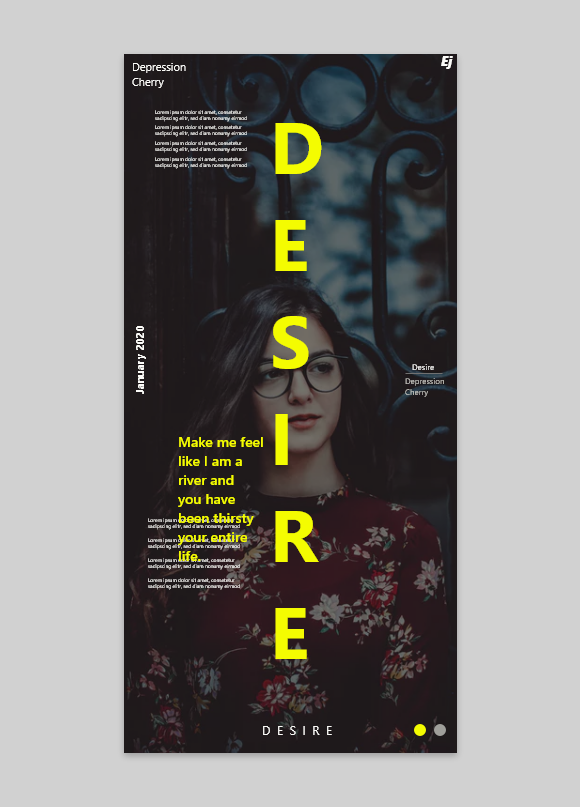 Depression
Cherry
Ej
Lorem ipsum dolor sit amet, consetetur
sadipscing elitr, sed diam nonumy eirmod
Lorem ipsum dolor sit amet, consetetur
sadipscing elitr, sed diam nonumy eirmod
Lorem ipsum dolor sit amet, consetetur
sadipscing elitr, sed diam nonumy eirmod
Lorem ipsum dolor sit amet, consetetur
sadipscing elitr, sed diam nonumy eirmod
DESIRE
January 2020
Desire
Depression
Cherry
Make me feel
like I am a
river and
you have
been thirsty
your entire
life.
Lorem ipsum dolor sit amet, consetetur
sadipscing elitr, sed diam nonumy eirmod
Lorem ipsum dolor sit amet, consetetur
sadipscing elitr, sed diam nonumy eirmod
Lorem ipsum dolor sit amet, consetetur
sadipscing elitr, sed diam nonumy eirmod
Lorem ipsum dolor sit amet, consetetur
sadipscing elitr, sed diam nonumy eirmod
DESIRE